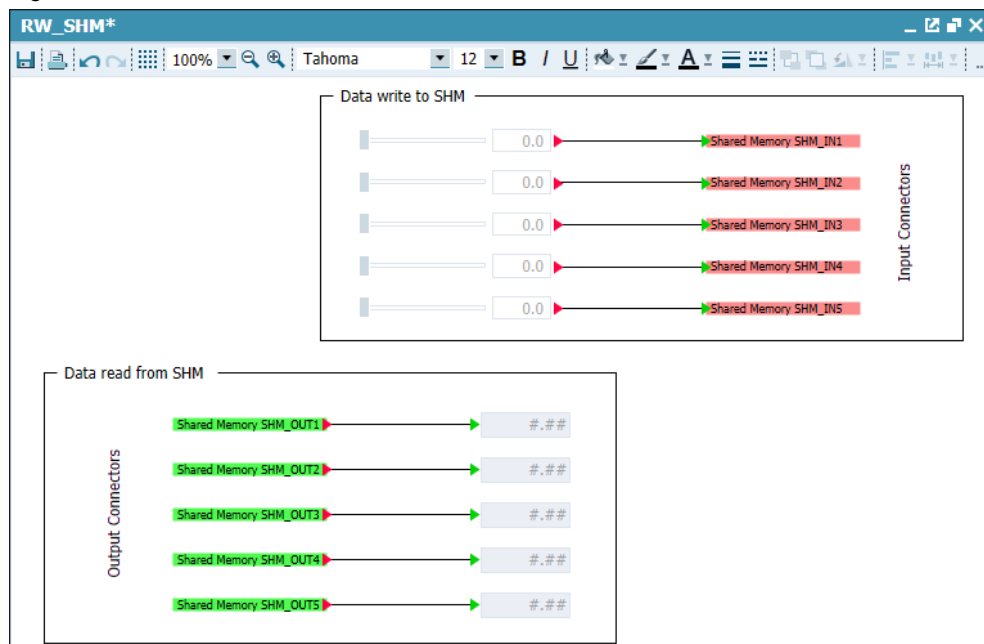 RW_SHM*
100% Tahoma 12 B I U A ...
Data write to SHM
0.0 Shared Memory SHM_IN1
0.0 Shared Memory SHM_IN2
0.0 Shared Memory SHM_IN3
0.0 Shared Memory SHM_IN4
0.0 Shared Memory SHM_IN5
Input Connectors
Data read from SHM
Output Connectors
Shared Memory SHM_OUT1 #.##
Shared Memory SHM_OUT2 #.##
Shared Memory SHM_OUT3 #.##
Shared Memory SHM_OUT4 #.##
Shared Memory SHM_OUT5 #.##